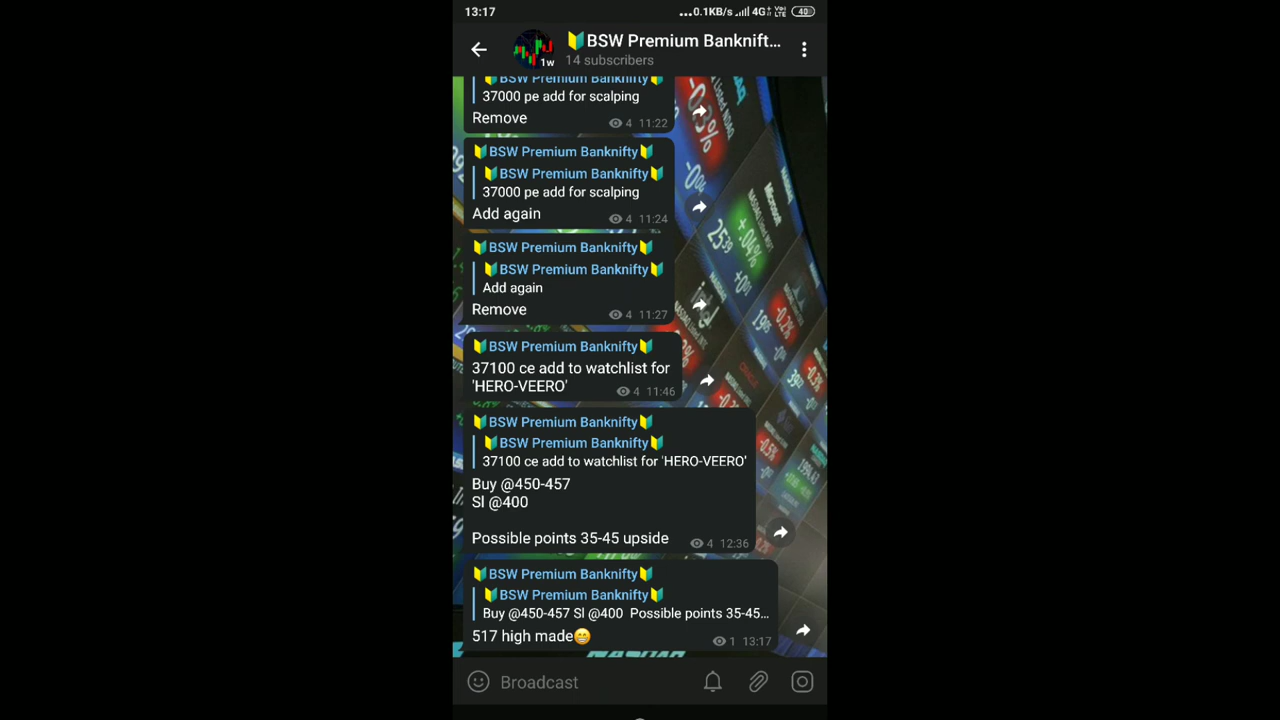 13:17
...0.1KB/s 4G+ Vo) LTE 40
BSW Premium Banknift...
1w
14 subscribers
BSW Premium Banknifty
37000 pe add for scalping
Remove
4 11:22
BSW Premium Banknifty
BSW Premium Banknifty
37000 pe add for scalping
Add again
4 11:24
BSW Premium Banknifty
BSW Premium Banknifty
Add again
Remove
4 11:27
BSW Premium Banknifty
37100 ce add to watchlist for
'HERO-VEERO'
4 11:46
BSW Premium Banknifty
BSW Premium Banknifty
37100 ce add to watchlist for 'HERO-VEERO'
Buy @450-457
Sl @400
Possible points 35-45 upside
4 12:36
BSW Premium Banknifty
BSW Premium Banknifty
Buy @450-457 Sl @400 Possible points 35-45...
517 high made😁
1 13:17
Broadcast